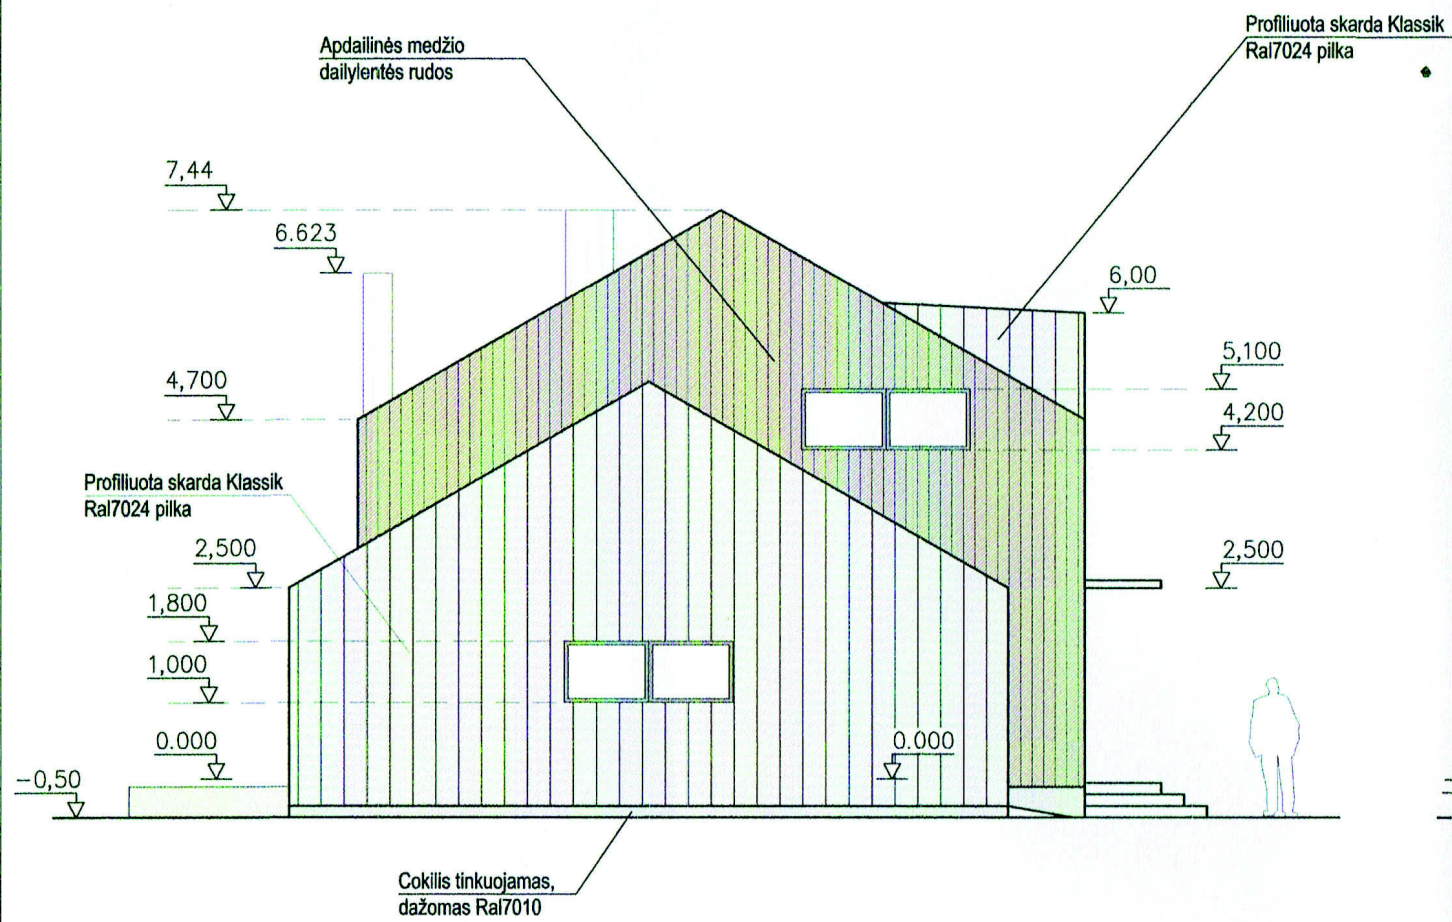 Profiliuota skarda Klassik
Ral7024 pilka
Apdailinės medžio
dailylentės rudos
7,44
6.623
6,00
5,100
4,700
4,200
Profiliuota skarda Klassik
Ral7024 pilka
2,500
2,500
1,800
1,000
0.000
0.000
-0,50
Cokilis tinkuojamas,
dažomas Ral7010